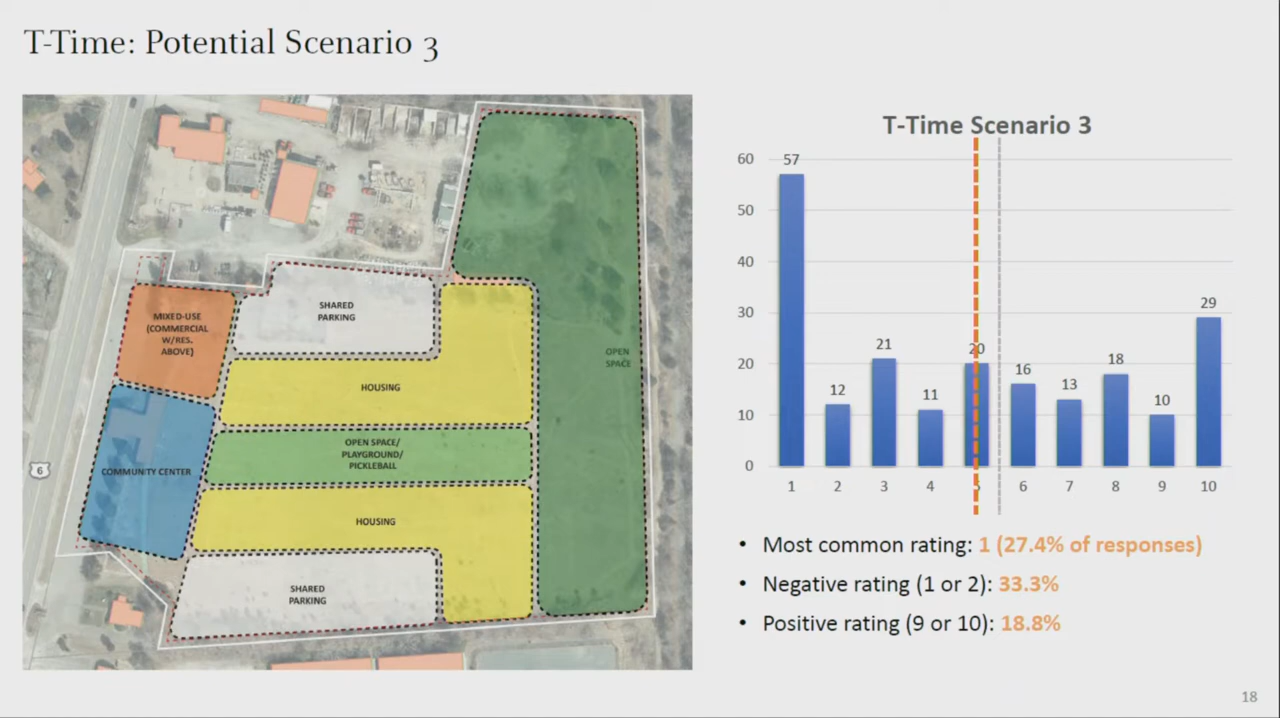 T-Time: Potential Scenario 3
MIXED-USE
(COMMERCIAL
W/RES.
ABOVE)
SHARED
PARKING
HOUSING
OPEN
SPACE
COMMUNITY CENTER
OPEN SPACE/
PLAYGROUND/
PICKLEBALL
6
HOUSING
SHARED
PARKING
T-Time Scenario 3
60
50
40
30
20
10
0
57
12
21
11
20
16
13
18
10
29
1 2 3 4 5 6 7 8 9 10
• Most common rating: 1 (27.4% of responses)
• Negative rating (1 or 2): 33.3%
• Positive rating (9 or 10): 18.8%
18